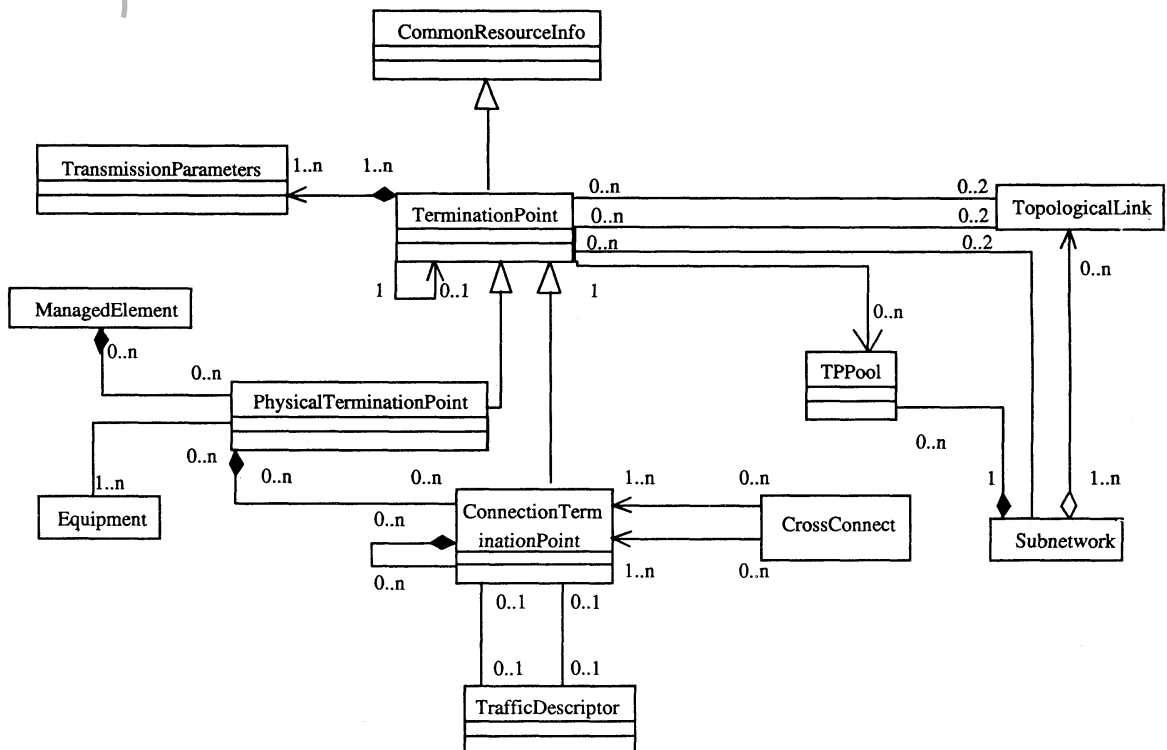 CommonResourceInfo
TransmissionParameters
1..n
1..n
TerminationPoint
0..n
0..2
0..n
0..2
0..n
0..2
TopologicalLink
1
0..1
1
0..n
0..n
ManagedElement
0..n
0..n
PhysicalTerminationPoint
TPPool
0..n
0..n
1..n
Equipment
0..n
0..n
0..n
ConnectionTerm
inationPoint
0..n
1..n
0..n
1..n
0..n
CrossConnect
1
1..n
Subnetwork
0..1
0..1
0..1
0..1
TrafficDescriptor